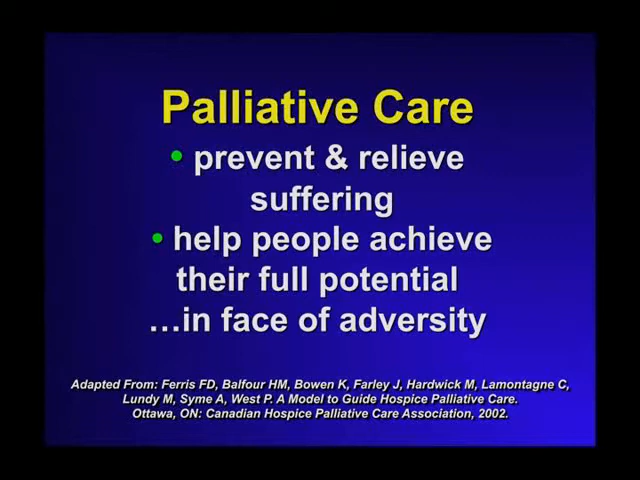 Palliative Care
• prevent & relieve
suffering
• help people achieve
their full potential
…in face of adversity
Adapted From: Ferris FD, Balfour HM, Bowen K, Farley J, Hardwick M, Lamontagne C,
Lundy M, Syme A, West P. A Model to Guide Hospice Palliative Care.
Ottawa, ON: Canadian Hospice Palliative Care Association, 2002.